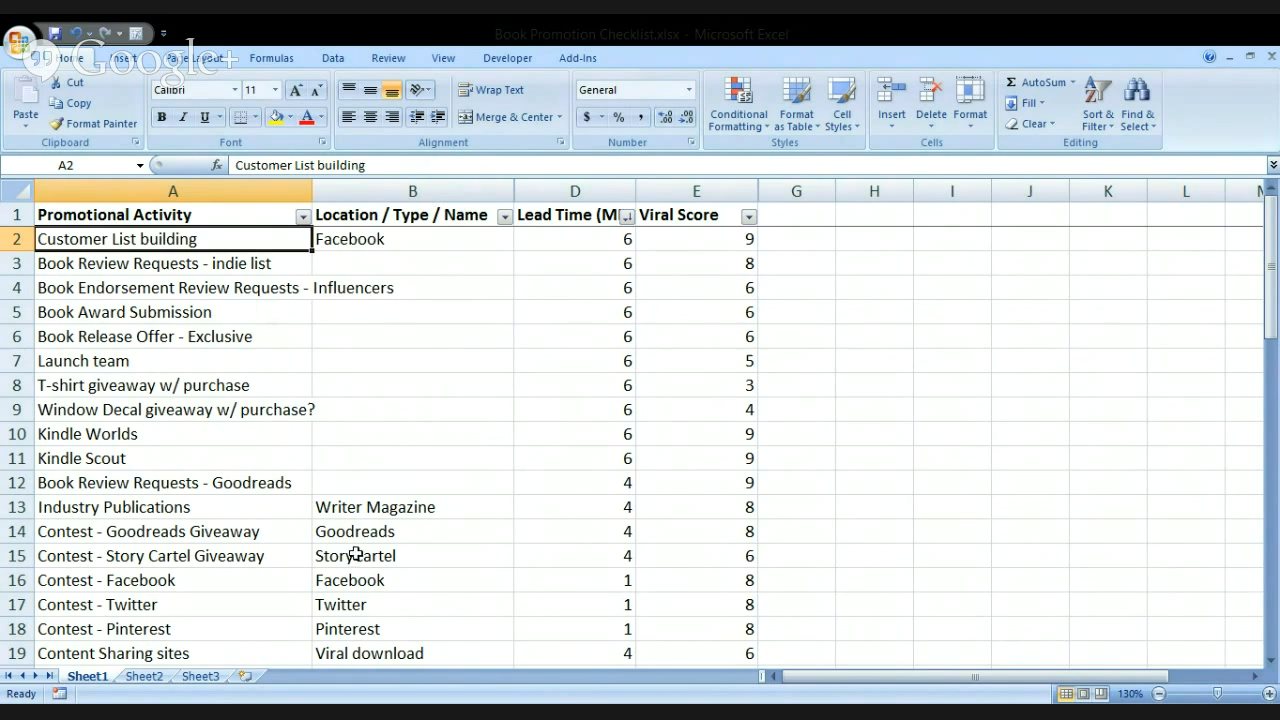 Book Promotion Checklist.xlsx - Microsoft Excel
Google+
Home Insert Page Layout Formulas Data Review View Developer Add-Ins
Cut
Copy
Format Painter
Paste
Clipboard
Calibri 11
B I U
A
Font
Wrap Text
Merge & Center
Alignment
General
$ % ,
Number
Conditional Formatting
Format as Table
Cell Styles
Styles
Insert Delete Format
Cells
AutoSum
Fill
Clear
Sort & Filter
Find & Select
Editing
A2 fx Customer List building
A B D E G H I J K L M
1 Promotional Activity Location / Type / Name Lead Time (M Viral Score
2 Customer List building Facebook 6 9
3 Book Review Requests - indie list 6 8
4 Book Endorsement Review Requests - Influencers 6 6
5 Book Award Submission 6 6
6 Book Release Offer - Exclusive 6 6
7 Launch team 6 5
8 T-shirt giveaway w/ purchase 6 3
9 Window Decal giveaway w/ purchase? 6 4
10 Kindle Worlds 6 9
11 Kindle Scout 6 9
12 Book Review Requests - Goodreads 4 9
13 Industry Publications Writer Magazine 4 8
14 Contest - Goodreads Giveaway Goodreads 4 8
15 Contest - Story Cartel Giveaway StoryCartel 4 6
16 Contest - Facebook Facebook 1 8
17 Contest - Twitter Twitter 1 8
18 Contest - Pinterest Pinterest 1 8
19 Content Sharing sites Viral download 4 6
Sheet1 Sheet2 Sheet3
Ready 130%